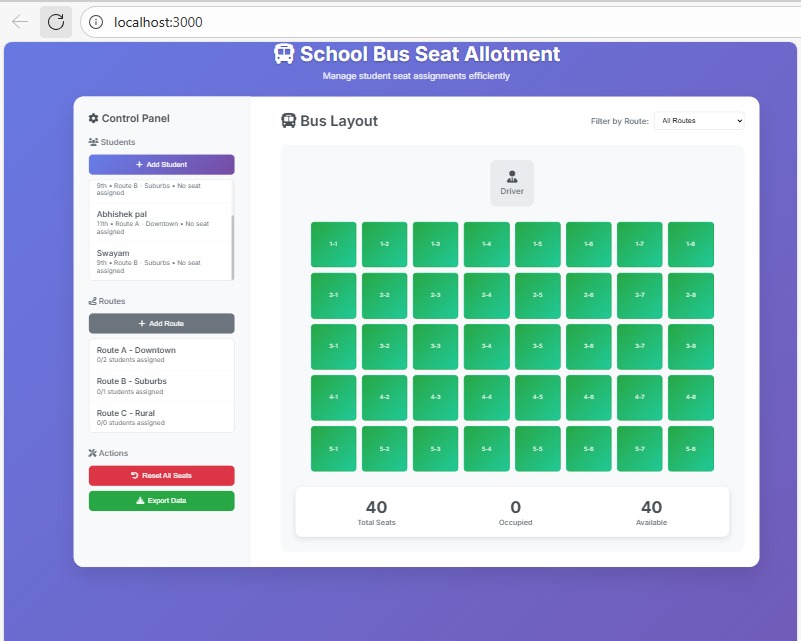 localhost:3000
School Bus Seat Allotment
Manage student seat assignments efficiently
Control Panel
Students
+ Add Student
9th • Route B - Suburbs • No seat
assigned
Abhishek pal
11th • Route A - Downtown • No seat
assigned
Swayam
9th • Route B - Suburbs • No seat
assigned
Routes
+ Add Route
Route A - Downtown
0/2 students assigned
Route B - Suburbs
0/1 students assigned
Route C - Rural
0/0 students assigned
Actions
Reset All Seats
Export Data
Bus Layout
Filter by Route: All Routes
Driver
1-1 1-2 1-3 1-4 1-5 1-6 1-7 1-8
2-1 2-2 2-3 2-4 2-5 2-6 2-7 2-8
3-1 3-2 3-3 3-4 3-5 3-6 3-7 3-8
4-1 4-2 4-3 4-4 4-5 4-6 4-7 4-8
5-1 5-2 5-3 5-4 5-5 5-6 5-7 5-8
40 0 40
Total Seats Occupied Available